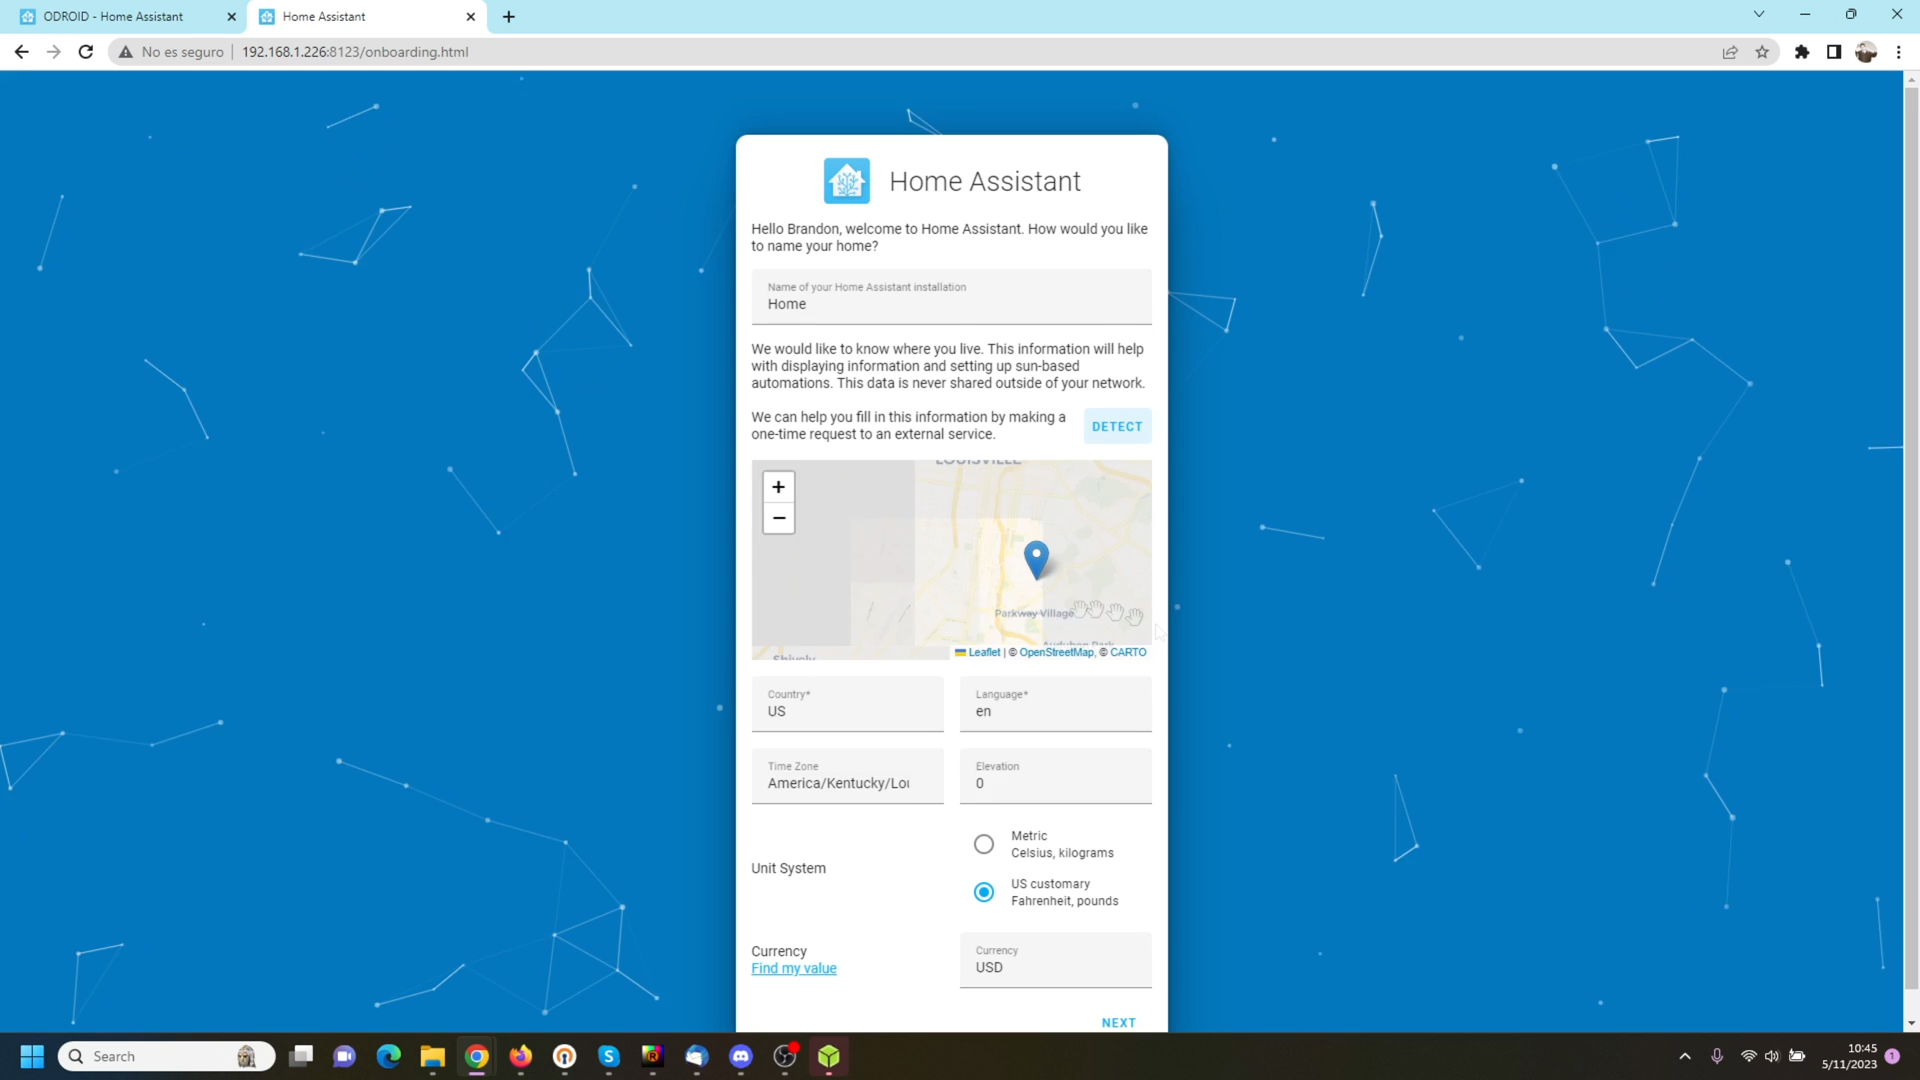 ODROID - Home Assistant
Home Assistant
No es seguro
192.168.1.226:8123/onboarding.html
Home Assistant
Hello Brandon, welcome to Home Assistant. How would you like
to name your home?
Name of your Home Assistant installation
Home
We would like to know where you live. This information will help
with displaying information and setting up sun-based
automations. This data is never shared outside of your network.
We can help you fill in this information by making a
one-time request to an external service.
DETECT
LOUISVILLE
+
−
Parkway Village
Audubon Park
Shively
Leaflet | © OpenStreetMap, © CARTO
Country*
US
Language*
en
Time Zone
America/Kentucky/Lou
Elevation
0
Unit System
Metric
Celsius, kilograms
US customary
Fahrenheit, pounds
Currency
Find my value
Currency
USD
NEXT
Search
10:45
5/11/2023
1